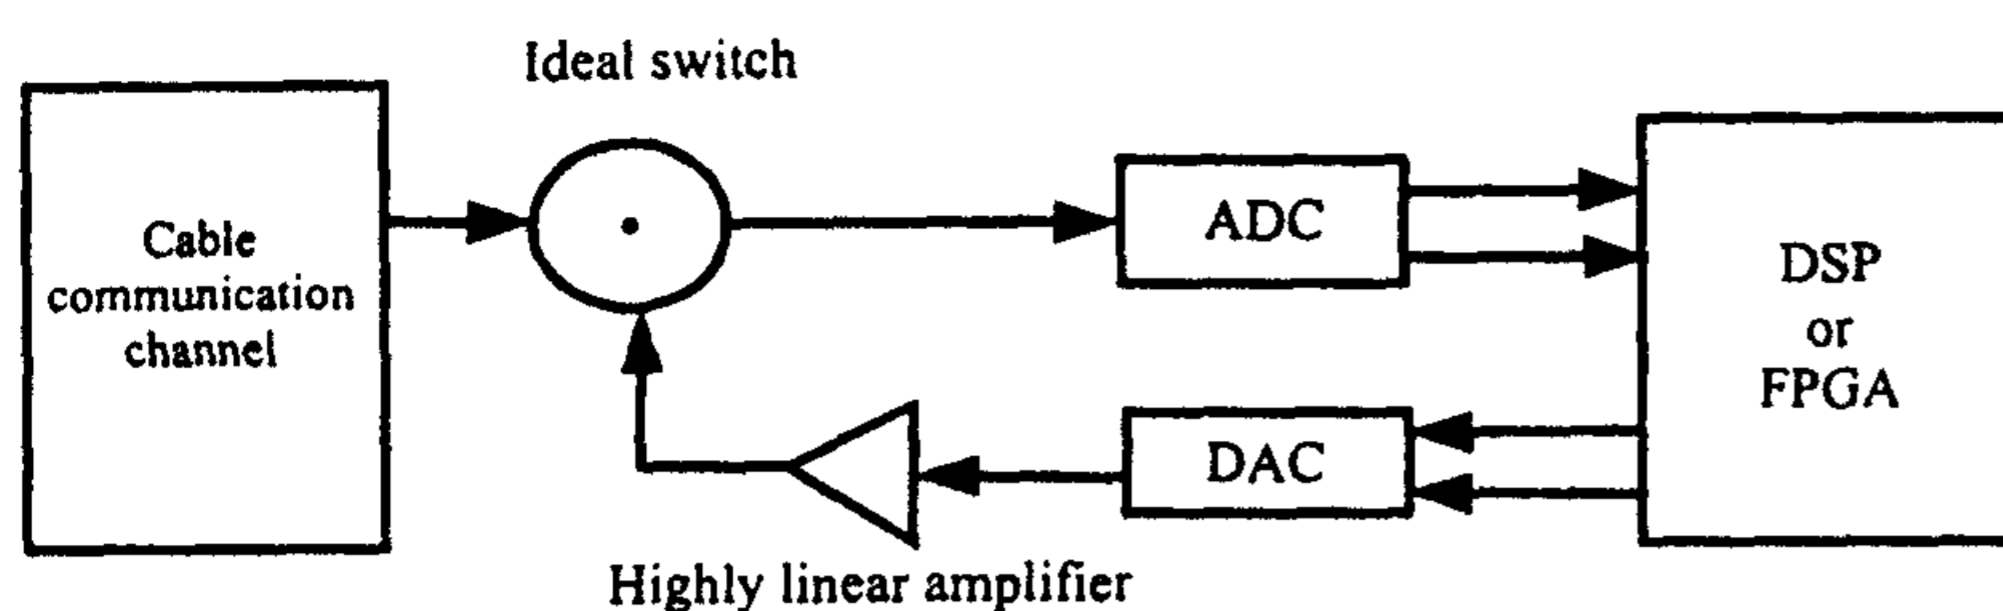 Ideal switch
Cable
communication
channel
ADC
DSP
or
FPGA
DAC
Highly linear amplifier